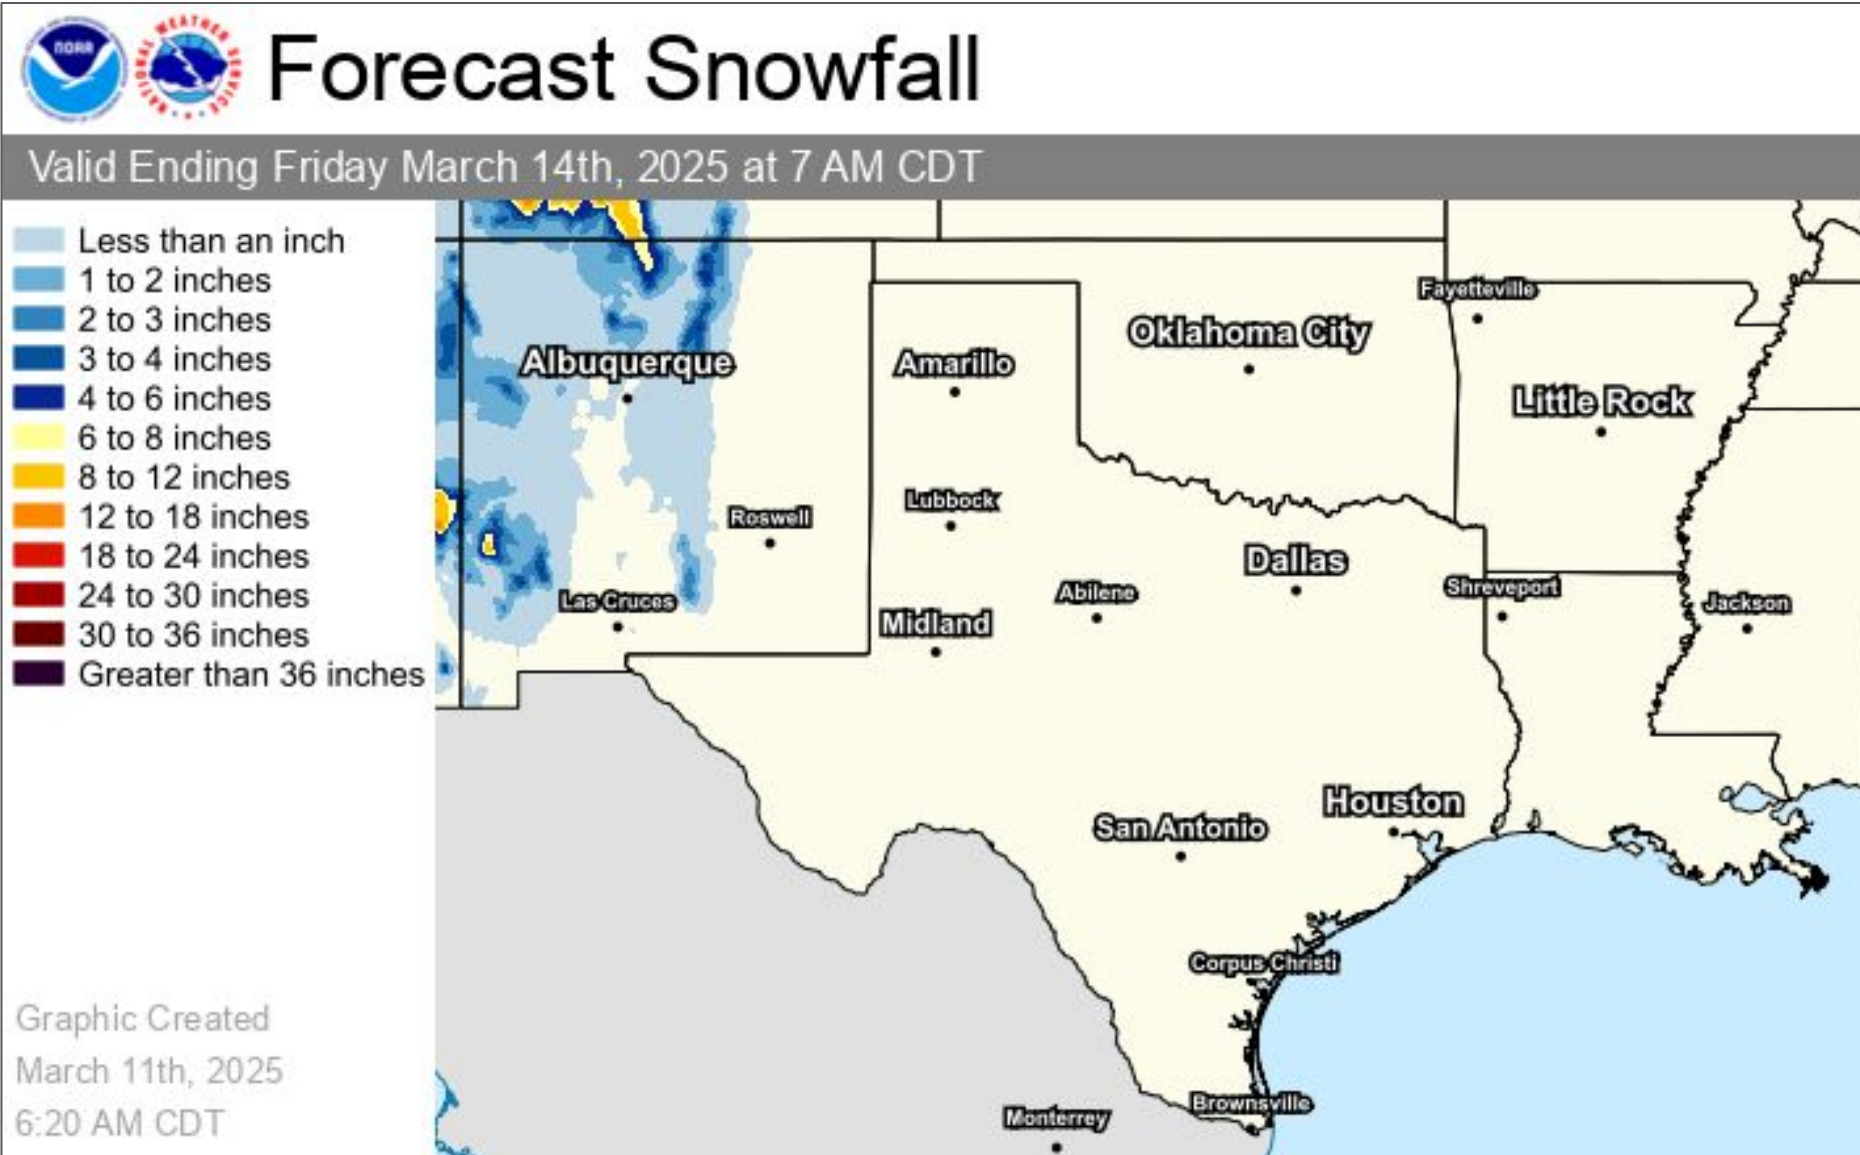 NOAA
NATIONAL WEATHER SERVICE
Forecast Snowfall
Valid Ending Friday March 14th, 2025 at 7 AM CDT
Less than an inch
1 to 2 inches
2 to 3 inches
3 to 4 inches
4 to 6 inches
6 to 8 inches
8 to 12 inches
12 to 18 inches
18 to 24 inches
24 to 30 inches
30 to 36 inches
Greater than 36 inches
Fayetteville
Oklahoma City
Albuquerque
Amarillo
Little Rock
Lubbock
Roswell
Dallas
Shreveport
Abilene
Las Cruces
Jackson
Midland
Houston
San Antonio
Corpus Christi
Brownsville
Monterrey
Graphic Created
March 11th, 2025
6:20 AM CDT